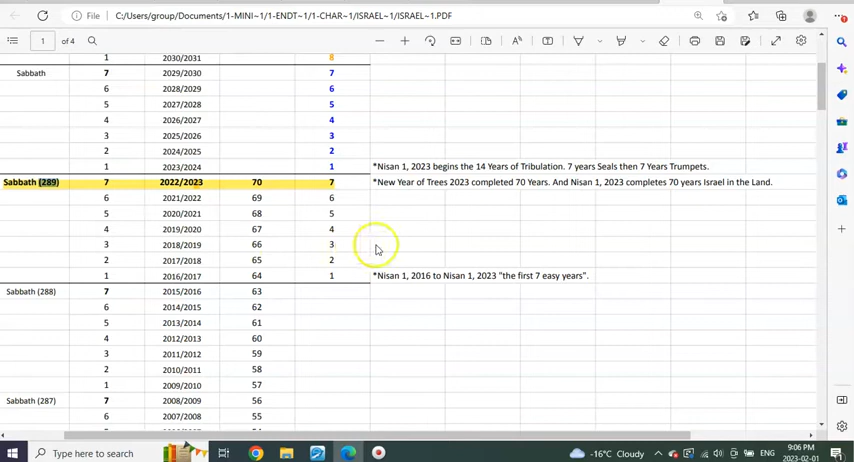 File
C:/Users/group/Documents/1-MINI~1/1-ENDT~1/1-CHAR~1/ISRAEL~1/ISRAEL~1.PDF
1 of 4
1 2030/2031 8
Sabbath 7 2029/2030 7
6 2028/2029 6
5 2027/2028 5
4 2026/2027 4
3 2025/2026 3
2 2024/2025 2
1 2023/2024 1 *Nisan 1, 2023 begins the 14 Years of Tribulation. 7 years Seals then 7 Years Trumpets.
Sabbath (289) 7 2022/2023 70 7 *New Year of Trees 2023 completed 70 Years. And Nisan 1, 2023 completes 70 years Israel in the Land.
6 2021/2022 69 6
5 2020/2021 68 5
4 2019/2020 67 4
3 2018/2019 66 3
2 2017/2018 65 2
1 2016/2017 64 1 *Nisan 1, 2016 to Nisan 1, 2023 "the first 7 easy years".
Sabbath (288) 7 2015/2016 63
6 2014/2015 62
5 2013/2014 61
4 2012/2013 60
3 2011/2012 59
2 2010/2011 58
1 2009/2010 57
Sabbath (287) 7 2008/2009 56
6 2007/2008 55
Type here to search
-16°C Cloudy
ENG
9:06 PM
2023-02-01